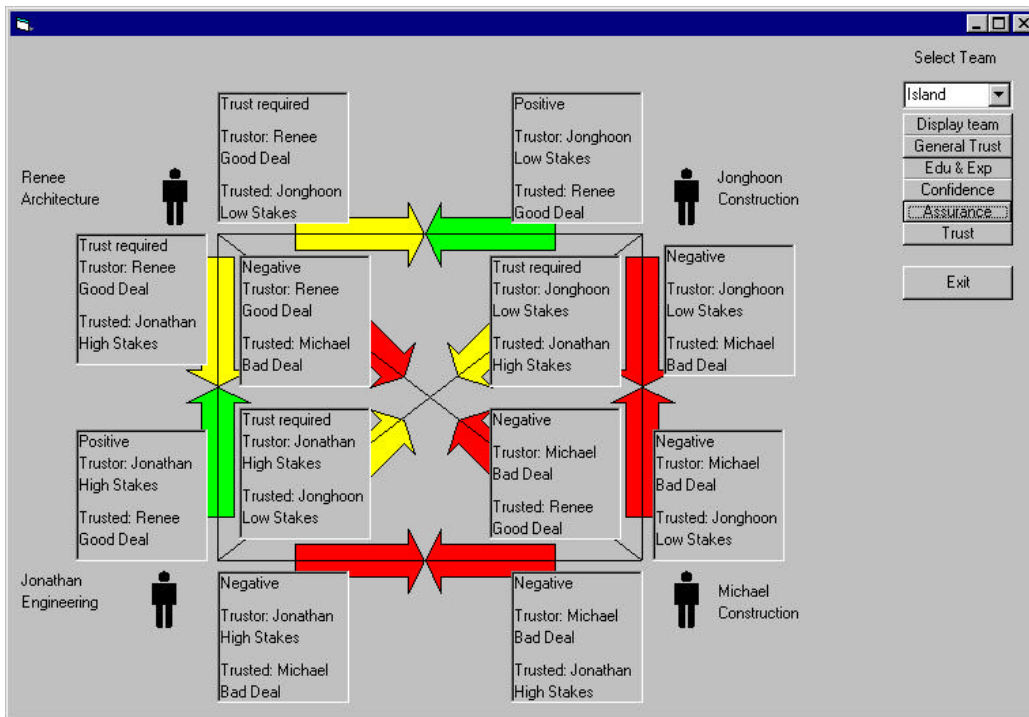 Select Team
Island
Display team
General Trust
Edu & Exp
Confidence
Assurance
Trust
Exit
Renee
Architecture
Trust required
Trustor: Renee
Good Deal
Trusted: Jonghoon
Low Stakes
Positive
Trustor: Jonghoon
Low Stakes
Trusted: Renee
Good Deal
Jonghoon
Construction
Trust required
Trustor: Renee
Good Deal
Trusted: Jonathan
High Stakes
Negative
Trustor: Renee
Good Deal
Trusted: Michael
Bad Deal
Trust required
Trustor: Jonghoon
Low Stakes
Trusted: Jonathan
High Stakes
Negative
Trustor: Jonghoon
Low Stakes
Trusted: Michael
Bad Deal
Positive
Trustor: Jonathan
High Stakes
Trusted: Renee
Good Deal
Trust required
Trustor: Jonathan
High Stakes
Trusted: Jonghoon
Low Stakes
Negative
Trustor: Michael
Bad Deal
Trusted: Renee
Good Deal
Negative
Trustor: Michael
Bad Deal
Trusted: Jonghoon
Low Stakes
Jonathan
Engineering
Negative
Trustor: Jonathan
High Stakes
Trusted: Michael
Bad Deal
Negative
Trustor: Michael
Bad Deal
Trusted: Jonathan
High Stakes
Michael
Construction